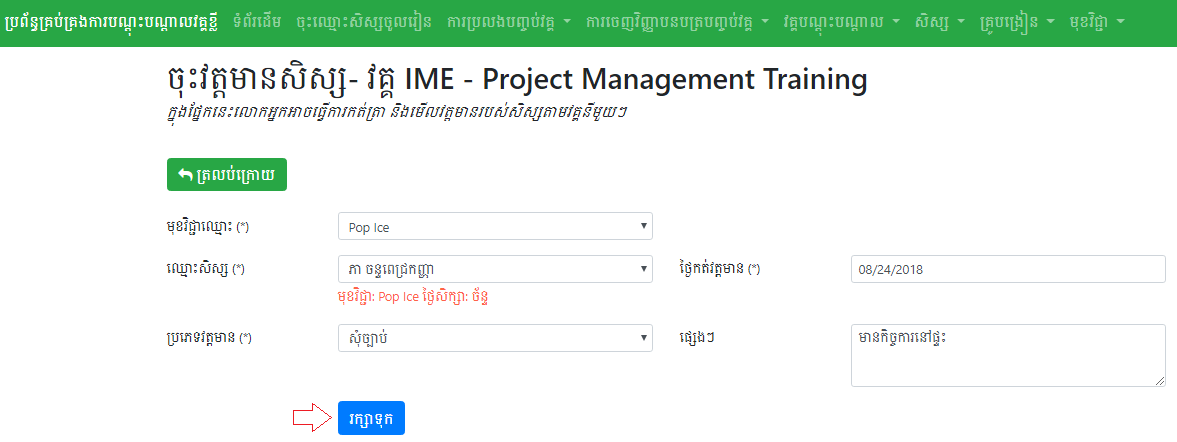 ប្រព័ន្ធគ្រប់គ្រងការបណ្តុះបណ្តាលវគ្គខ្លី ទំព័រដើម ចុះឈ្មោះសិស្សចូលរៀន ការប្រលងបញ្ចប់វគ្គ ការចេញវិញ្ញាបនបត្របញ្ចប់វគ្គ វគ្គបណ្តុះបណ្តាល សិស្ស គ្រូបង្រៀន មុខវិជ្ជា
ចុះវត្តមានសិស្ស- វគ្គ IME - Project Management Training
ក្នុងផ្នែកនេះលោកអ្នកអាចធ្វើការកត់ត្រា និងមើលវត្តមានរបស់សិស្សតាមវគ្គនីមួយៗ
ត្រលប់ក្រោយ
មុខវិជ្ជាឈ្មោះ (*) Pop Ice
ឈ្មោះសិស្ស (*) ភា ចន្ទពេជ្រកញ្ញា ថ្ងៃកត់វត្តមាន (*) 08/24/2018
មុខវិជ្ជា: Pop Ice ថ្ងៃសិក្សា: ច័ន្ទ
ប្រភេទវត្តមាន (*) សុំច្បាប់ ផ្សេងៗ មានកិច្ចការនៅផ្ទះ
រក្សាទុក